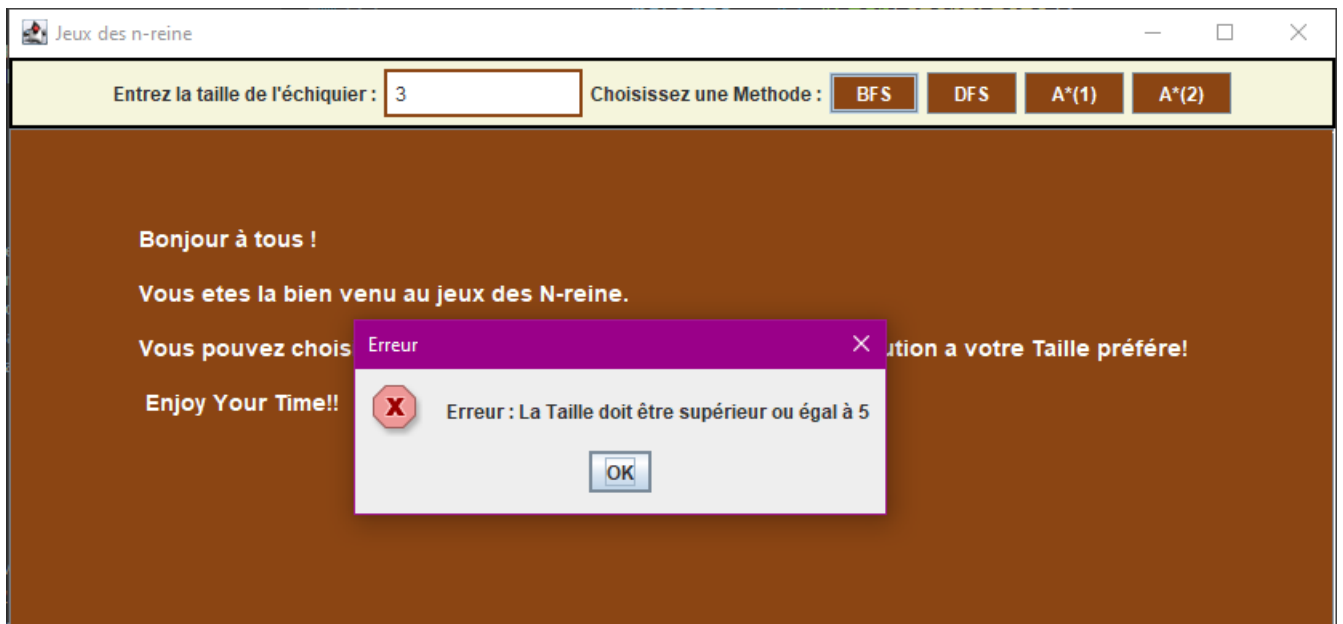 Jeux des n-reine
Entrez la taille de l'échiquier : 3 Choisissez une Methode : BFS DFS A*(1) A*(2)
Bonjour à tous !
Vous etes la bien venu au jeux des N-reine.
Vous pouvez a votre Taille préfére!
Enjoy Your Time!!
Erreur
Erreur : La Taille doit être supérieur ou égal à 5
OK